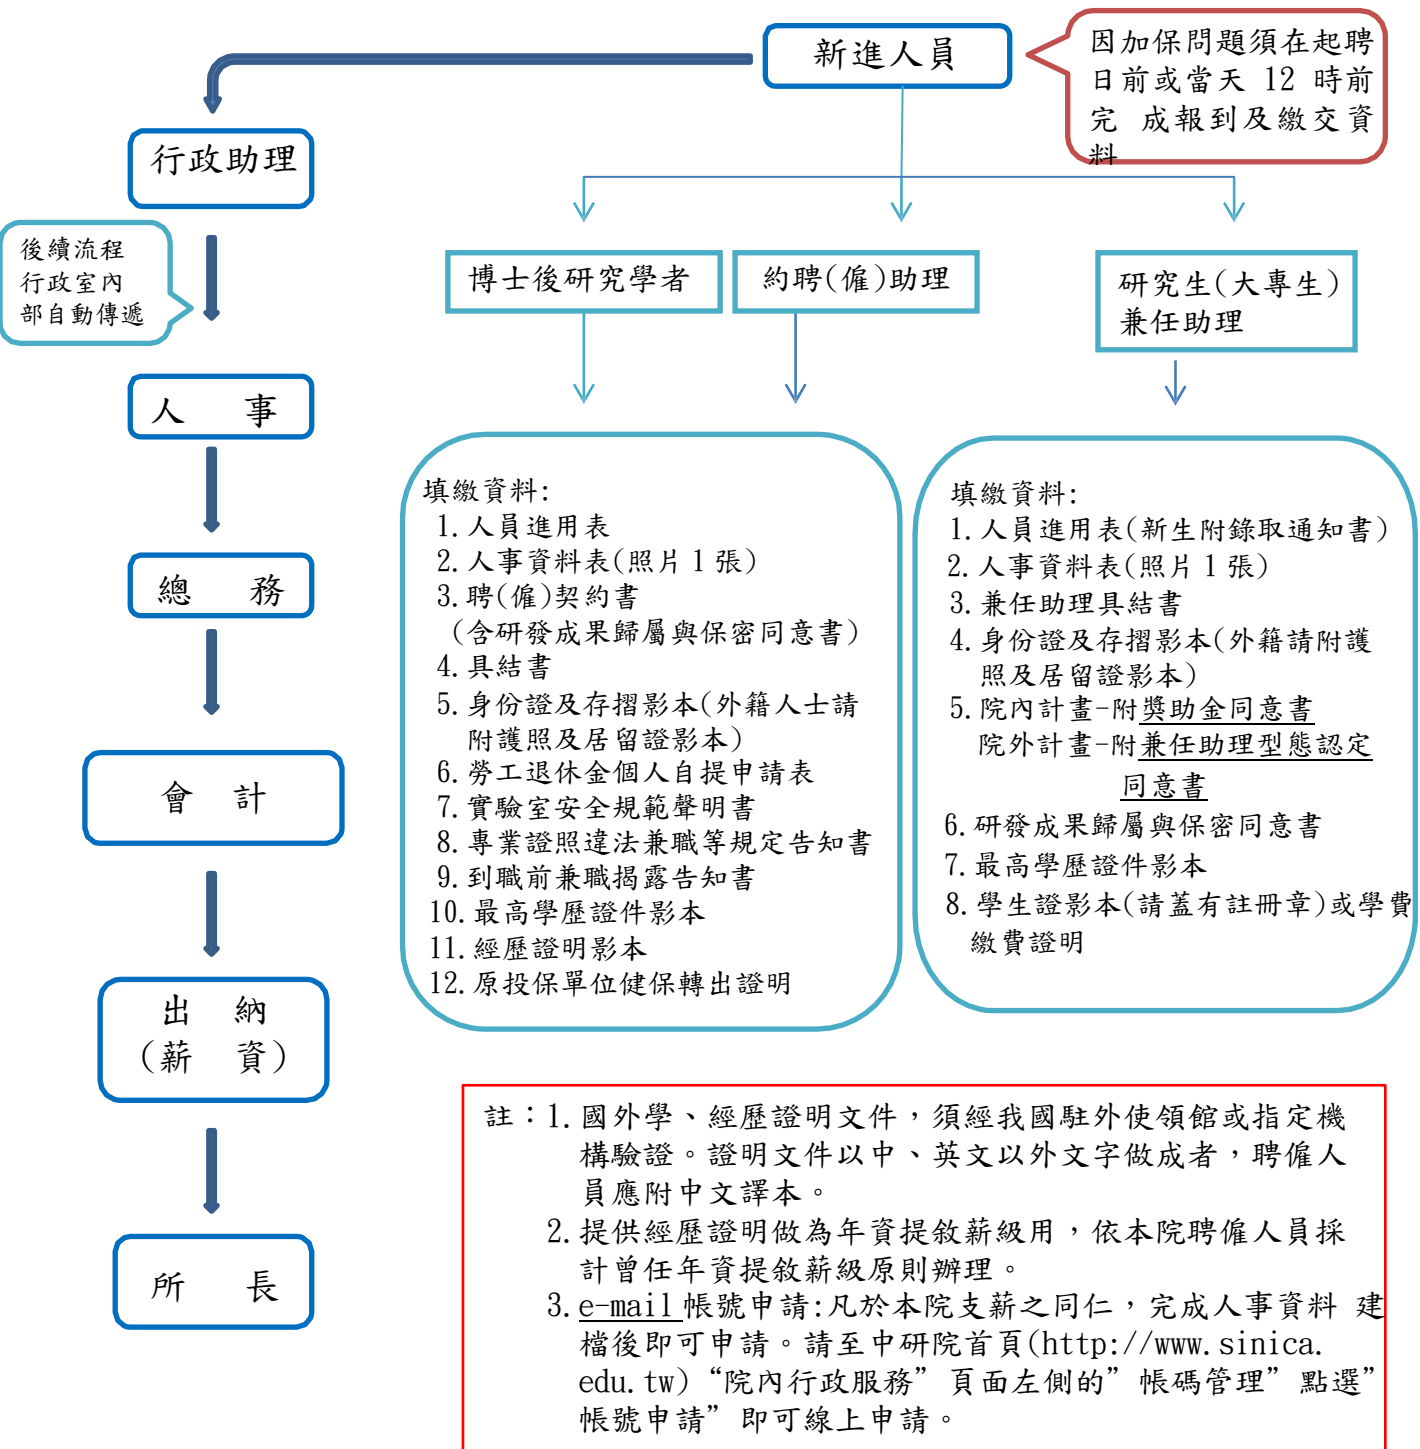 新進人員
因加保問題須在起聘
日前或當天 12 時前
完 成報到及繳交資
料
行政助理
後續流程
行政室內
部自動傳遞
人 事
總 務
會 計
出 納
(薪 資)
所 長
博士後研究學者
約聘(僱)助理
研究生(大專生)
兼任助理
填繳資料:
1.人員進用表
2.人事資料表(照片1張)
3.聘(僱)契約書
(含研發成果歸屬與保密同意書)
4.具結書
5.身份證及存摺影本(外籍人士請
附護照及居留證影本)
6.勞工退休金個人自提申請表
7.實驗室安全規範聲明書
8.專業證照違法兼職等規定告知書
9.到職前兼職揭露告知書
10.最高學歷證件影本
11.經歷證明影本
12.原投保單位健保轉出證明
填繳資料:
1.人員進用表(新生附錄取通知書)
2.人事資料表(照片1張)
3.兼任助理具結書
4.身份證及存摺影本(外籍請附護
照及居留證影本)
5.院內計畫-附獎助金同意書
院外計畫-附兼任助理型態認定
同意書
6.研發成果歸屬與保密同意書
7.最高學歷證件影本
8.學生證影本(請蓋有註冊章)或學費
繳費證明
註：1.國外學、經歷證明文件，須經我國駐外使領館或指定機
構驗證。證明文件以中、英文以外文字做成者，聘僱人
員應附中文譯本。
2.提供經歷證明做為年資提敘薪級用，依本院聘僱人員採
計曾任年資提敘薪級原則辦理。
3.e-mail 帳號申請:凡於本院支薪之同仁，完成人事資料 建
檔後即可申請。請至中研院首頁(http://www.sinica.
edu.tw)“院內行政服務”頁面左側的”帳碼管理”點選”
帳號申請”即可線上申請。